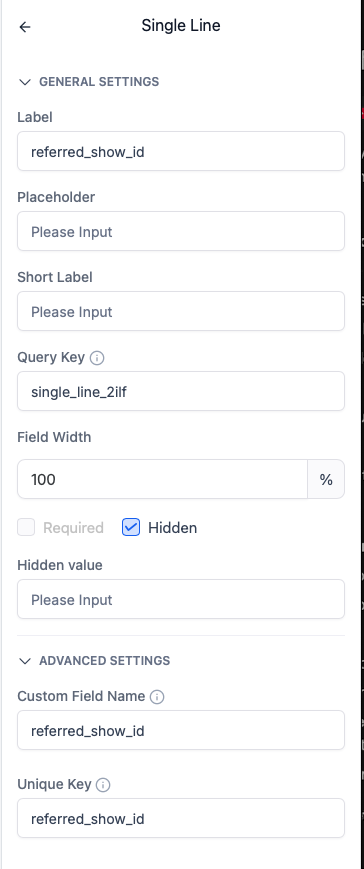 Single Line
GENERAL SETTINGS
Label
referred_show_id
Placeholder
Please Input
Short Label
Please Input
Query Key
single_line_2ilf
Field Width
100 %
Required Hidden
Hidden value
Please Input
ADVANCED SETTINGS
Custom Field Name
referred_show_id
Unique Key
referred_show_id